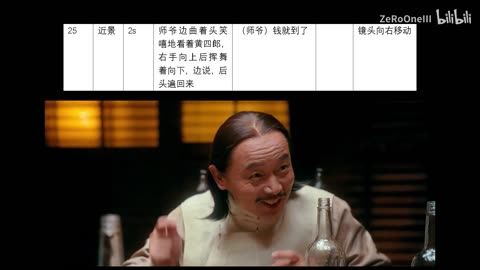 ZeRoOneIII bilibili
25 近景 2s 师爷边曲着头笑 （师爷）钱就到了 镜头向右移动
嘻地看着黄四郎，
右手向上后挥舞
着向下，边说，后
头遍回来